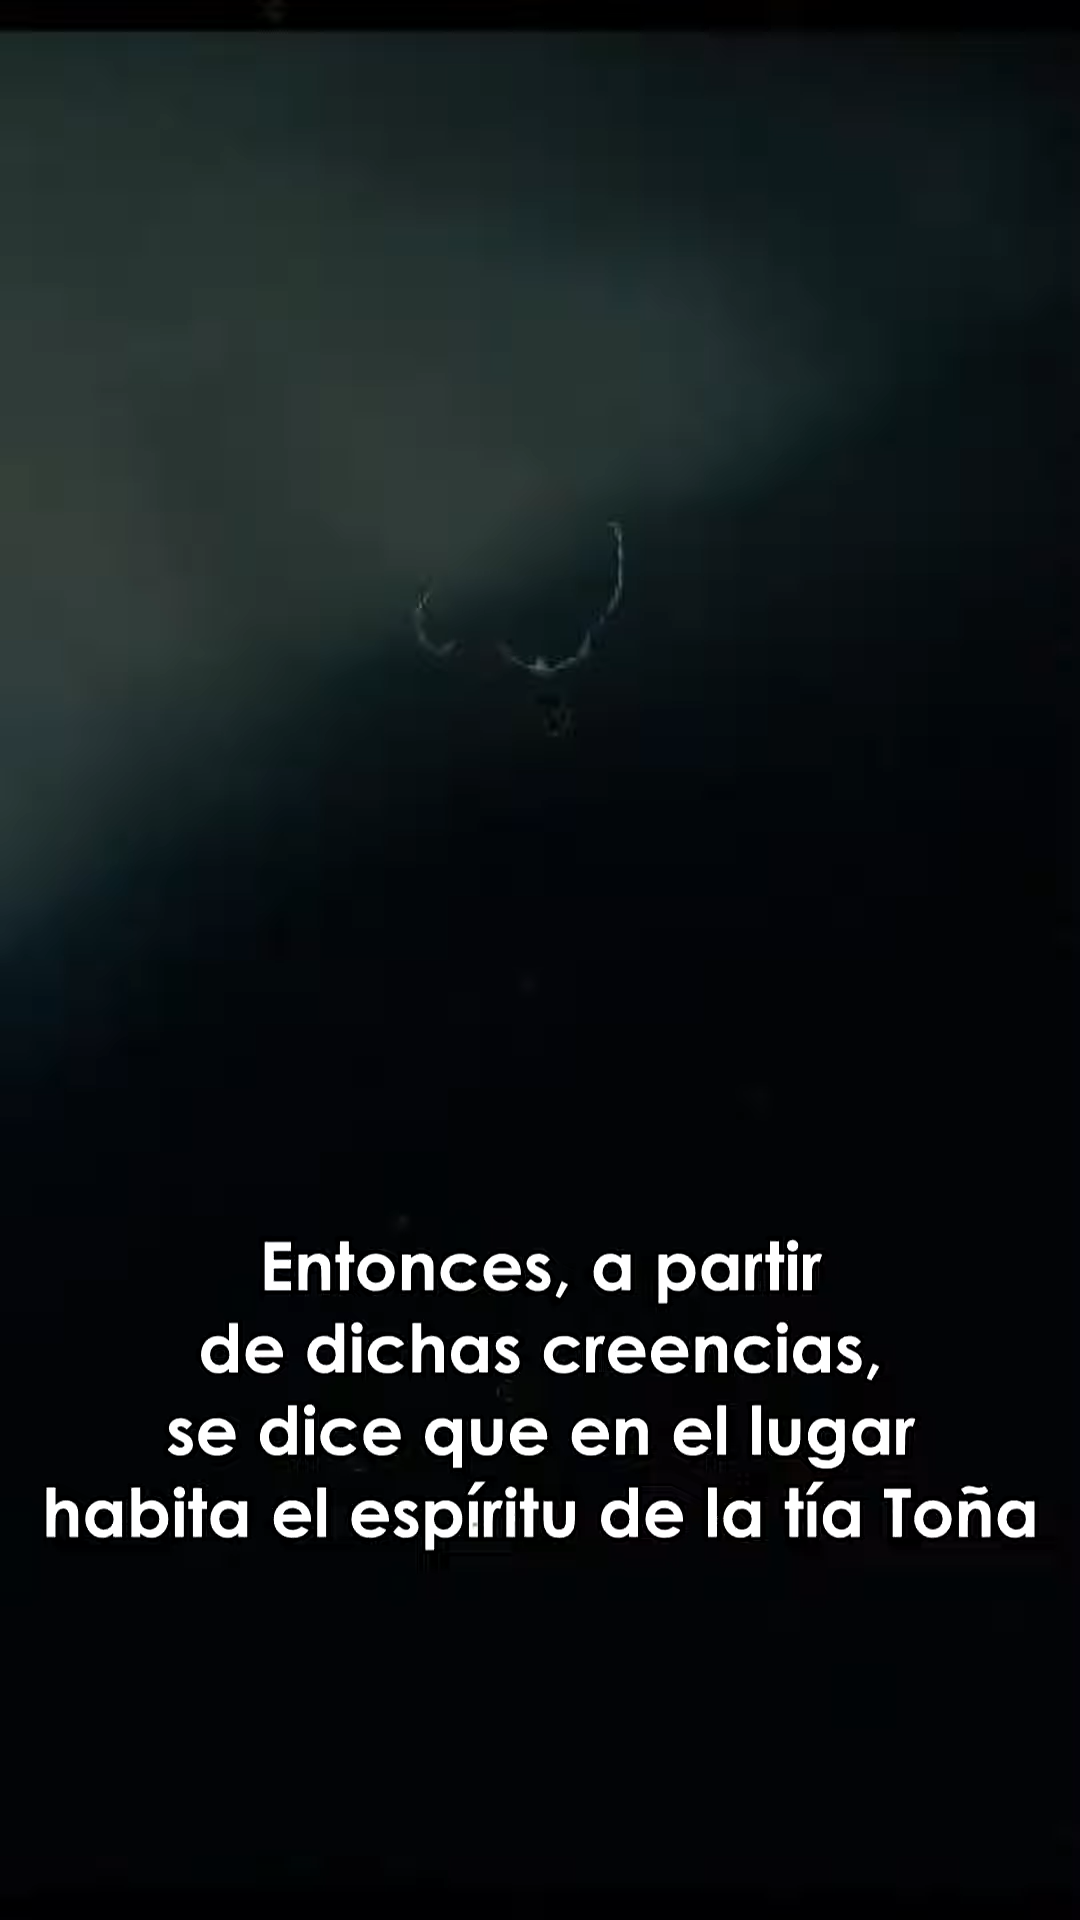 Entonces, a partir
de dichas creencias,
se dice que en el lugar
habita el espíritu de la tía Toña